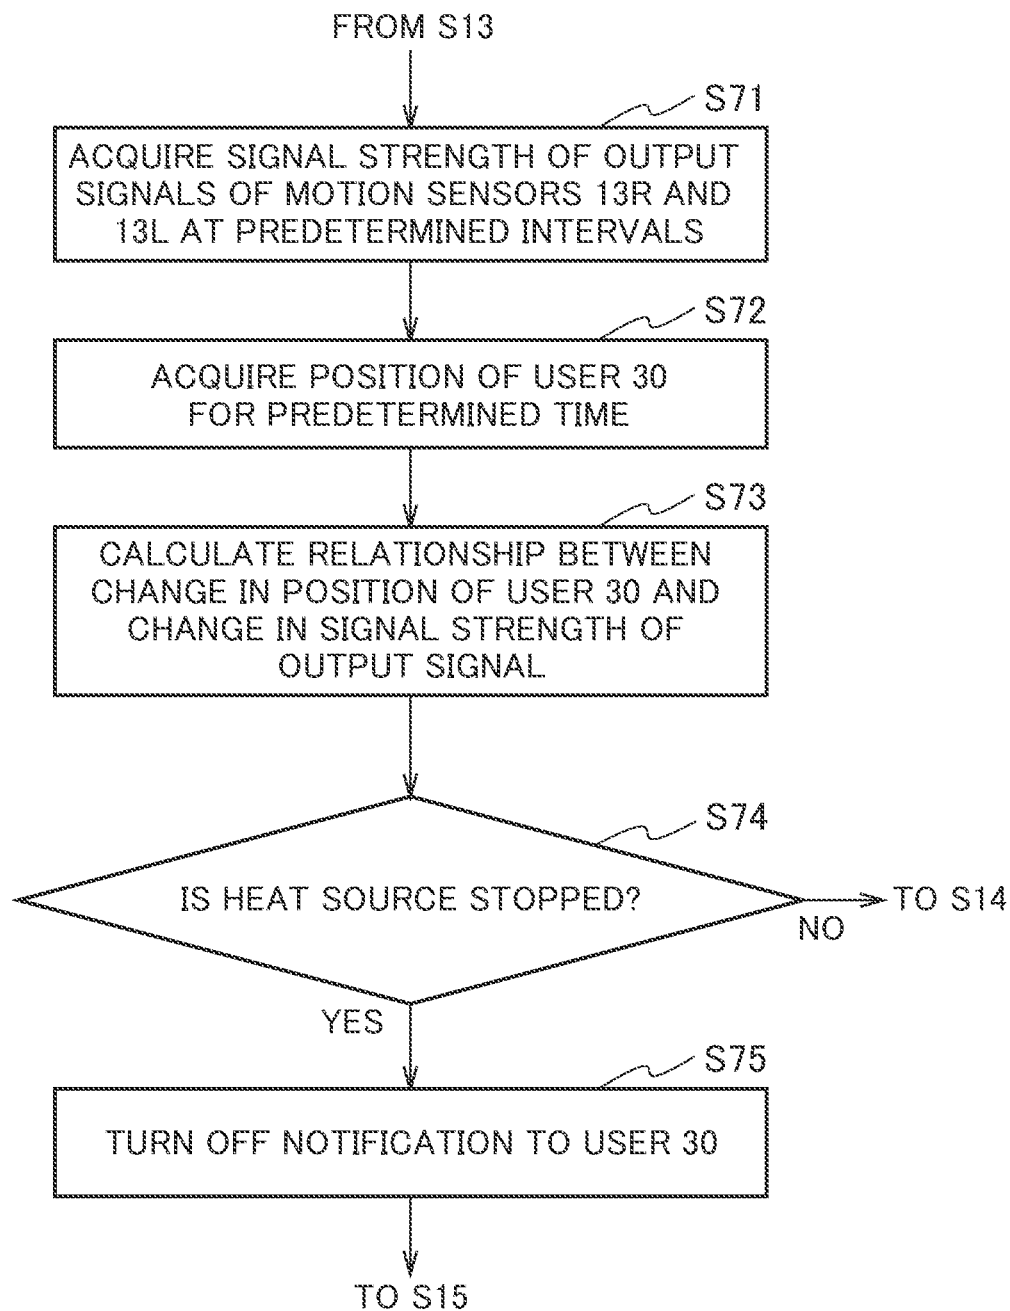 FROM S13
S71
ACQUIRE SIGNAL STRENGTH OF OUTPUT
SIGNALS OF MOTION SENSORS 13R AND
13L AT PREDETERMINED INTERVALS
S72
ACQUIRE POSITION OF USER 30
FOR PREDETERMINED TIME
S73
CALCULATE RELATIONSHIP BETWEEN
CHANGE IN POSITION OF USER 30 AND
CHANGE IN SIGNAL STRENGTH OF
OUTPUT SIGNAL
S74
IS HEAT SOURCE STOPPED?
TO S14
NO
YES
S75
TURN OFF NOTIFICATION TO USER 30
TO S15